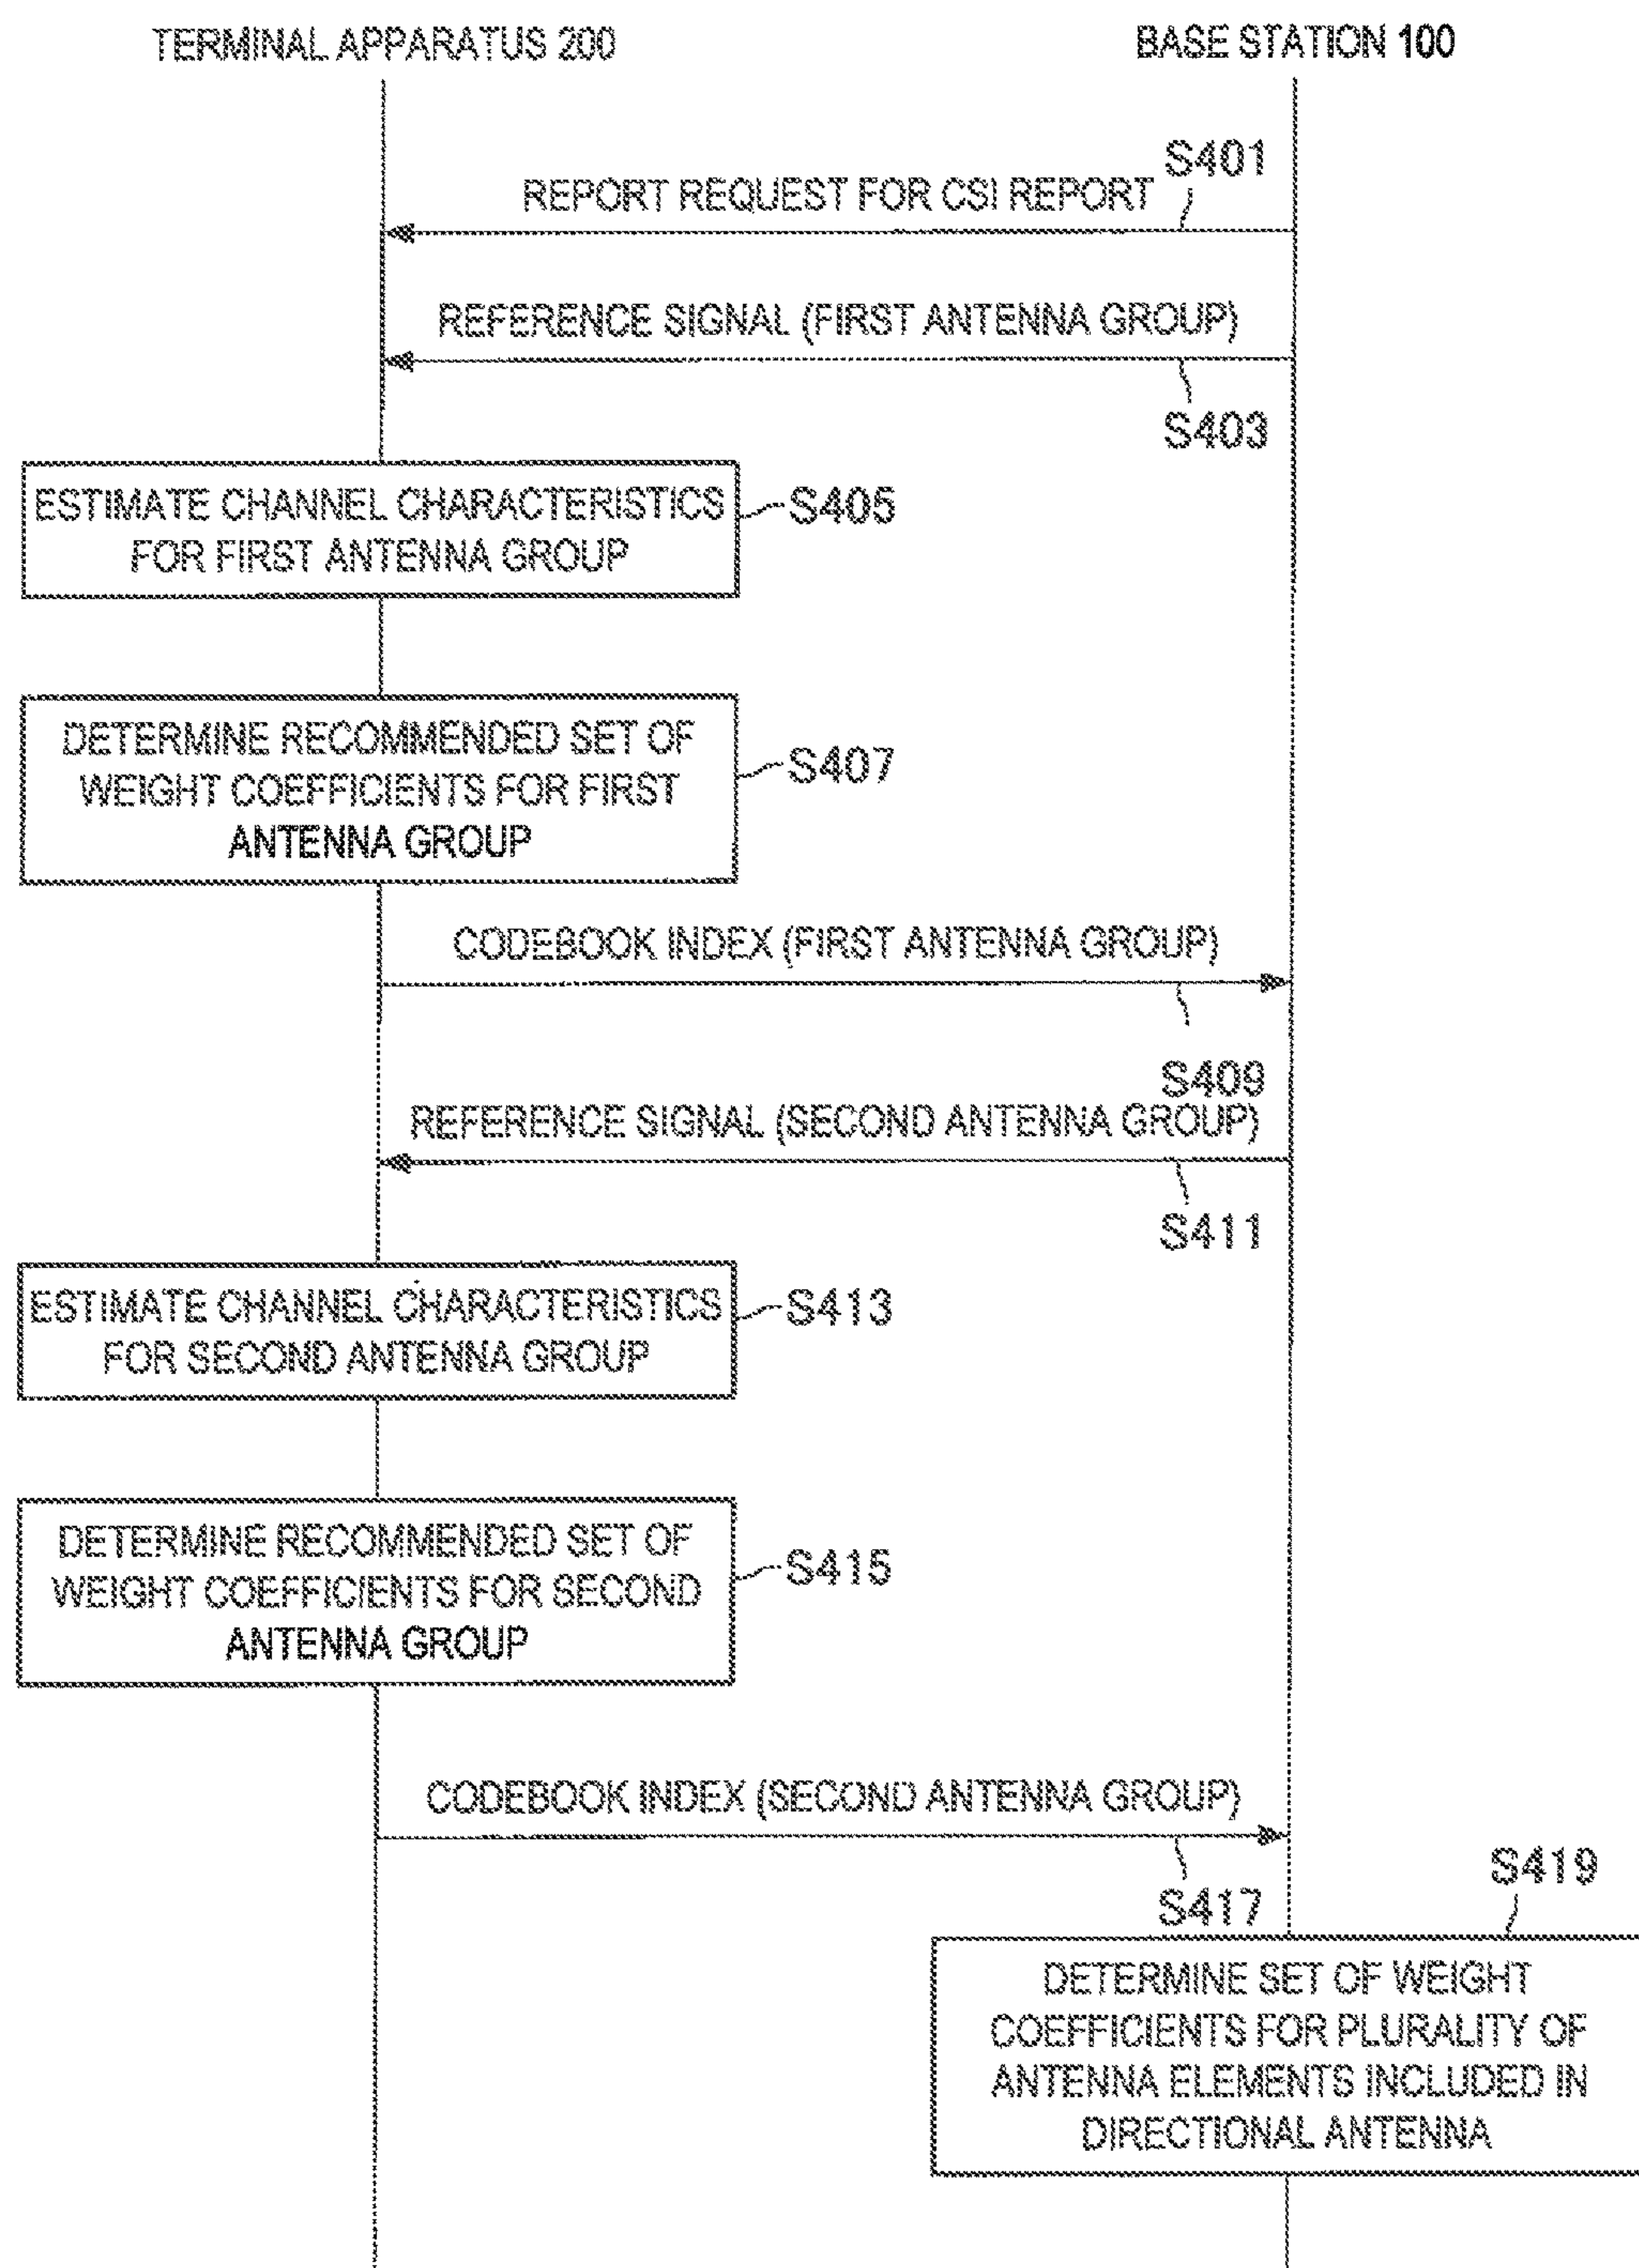 TERMINAL APPARATUS 200
BASE STATION 100
S401
REPORT REQUEST FOR CSI REPORT
REFERENCE SIGNAL (FIRST ANTENNA GROUP)
S403
ESTIMATE CHANNEL CHARACTERISTICS
FOR FIRST ANTENNA GROUP
S405
DETERMINE RECOMMENDED SET OF
WEIGHT COEFFICIENTS FOR FIRST
ANTENNA GROUP
S407
CODEBOOK INDEX (FIRST ANTENNA GROUP)
S409
REFERENCE SIGNAL (SECOND ANTENNA GROUP)
S411
ESTIMATE CHANNEL CHARACTERISTICS
FOR SECOND ANTENNA GROUP
S413
DETERMINE RECOMMENDED SET OF
WEIGHT COEFFICIENTS FOR SECOND
ANTENNA GROUP
S415
CODEBOOK INDEX (SECOND ANTENNA GROUP)
S417
S419
DETERMINE SET OF WEIGHT
COEFFICIENTS FOR PLURALITY OF
ANTENNA ELEMENTS INCLUDED IN
DIRECTIONAL ANTENNA